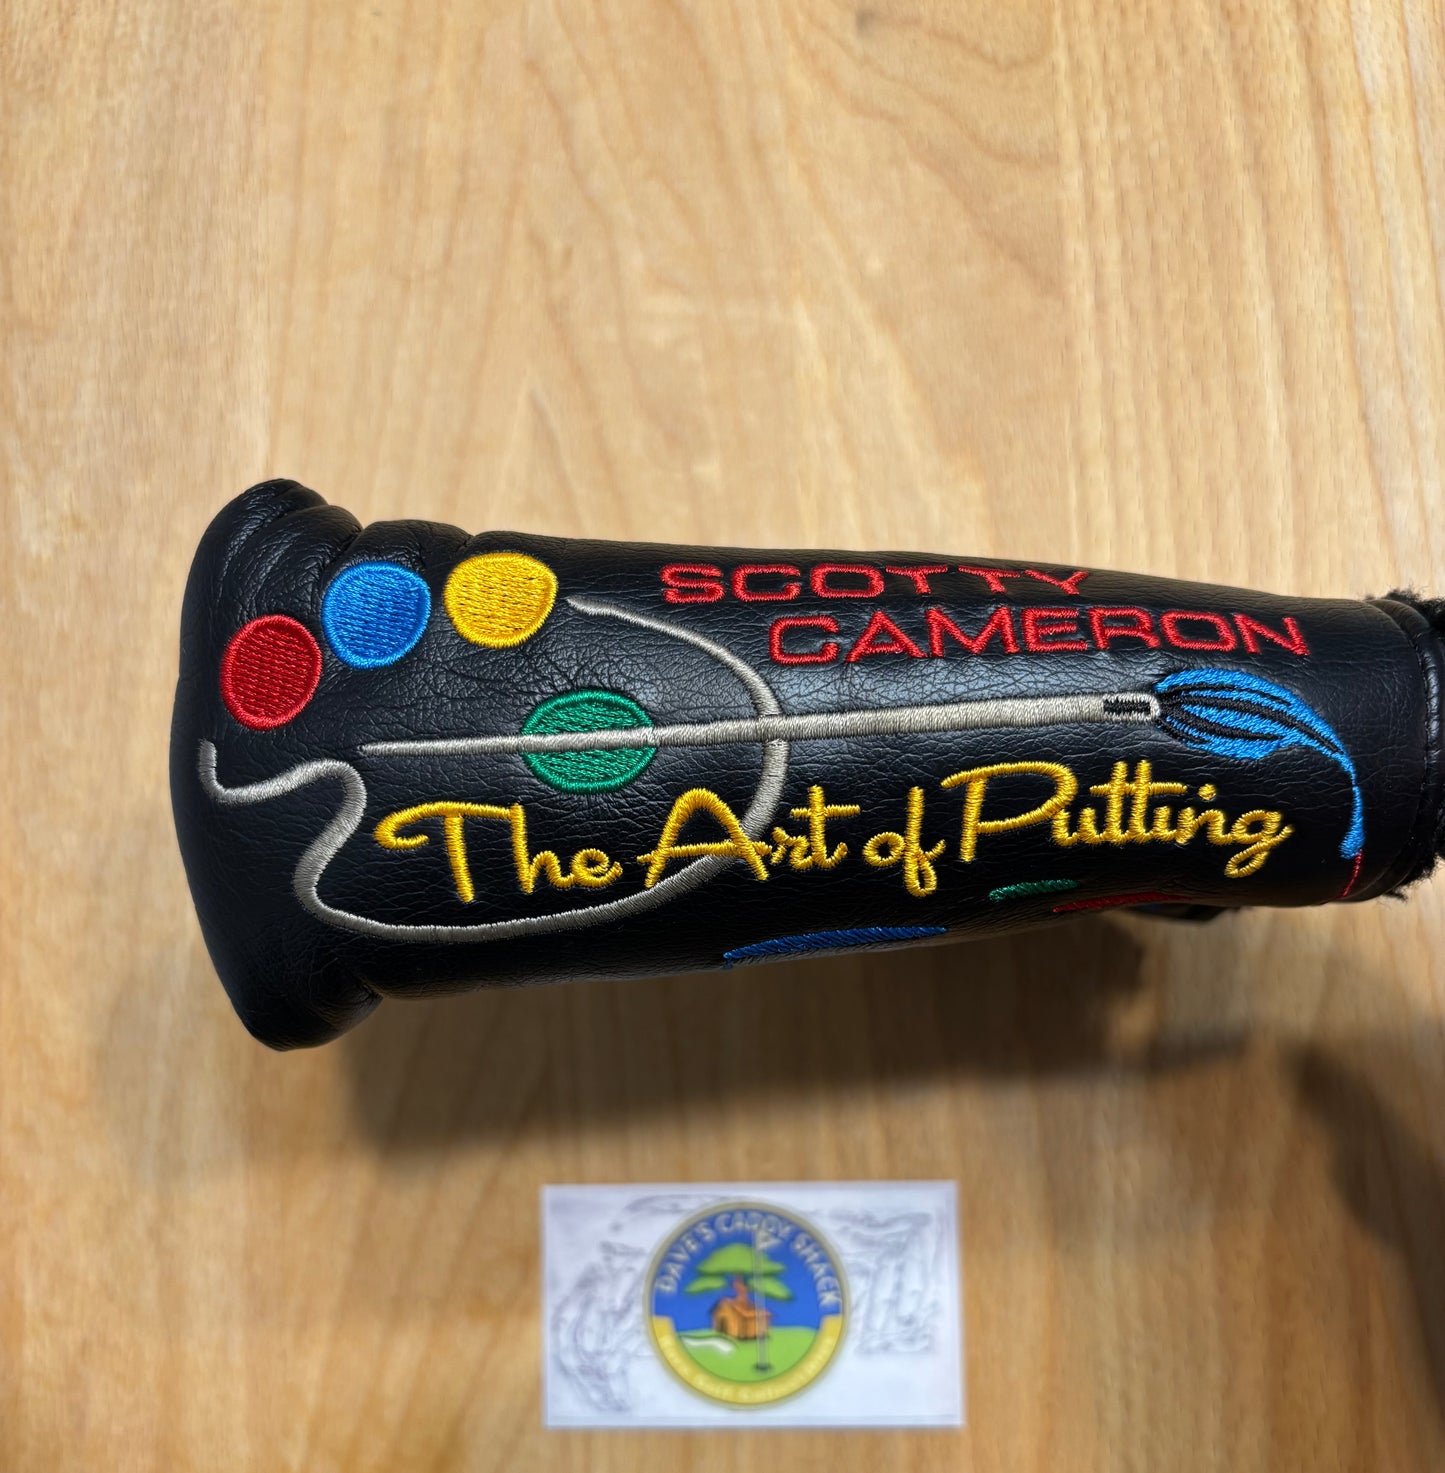 SCOTTY
CAMERON
The Art of Putting
DAVE'S CADDY SHACK